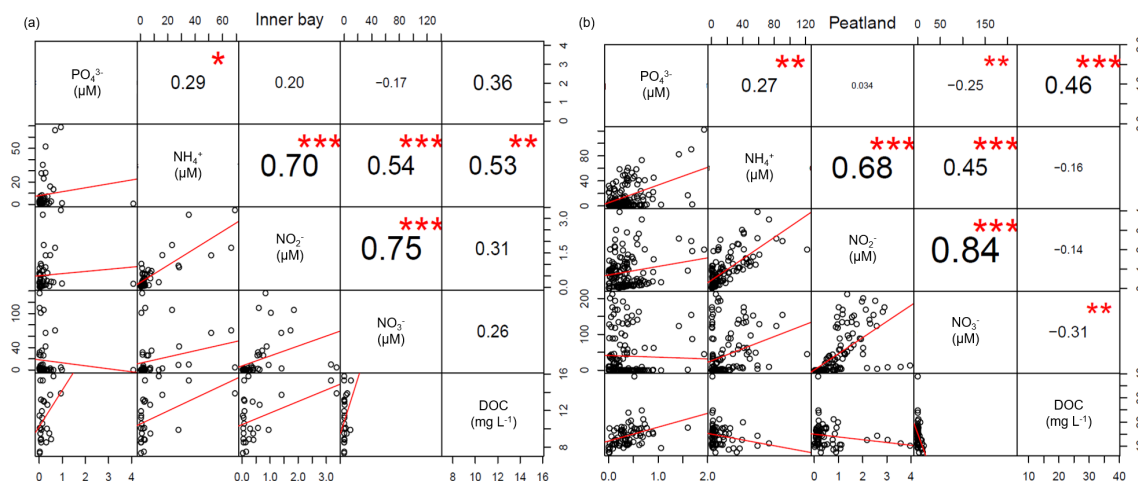 (a) Inner bay
0 20 40 60
0 40 80 120
PO₄³⁻ (µM)
0.29 *
0.20
−0.17
0.36
0 1 2 3 4
0 10 20 50
NH₄⁺ (µM)
0.70 ***
0.54 ***
0.53 **
NO₂⁻ (µM)
0.75 ***
0.31
0.0 1.5 3.0
0 40 100
NO₃⁻ (µM)
0.26
DOC (mg L⁻¹)
8 10 12 16
0 1 2 3 4
0.0 1.0 2.0 3.0
8 10 12 14 16
(b) Peatland
0 40 80 120
0 50 150
PO₄³⁻ (µM)
0.27 **
0.034
−0.25 **
0.46 ***
0 40 80
NH₄⁺ (µM)
0.68 ***
0.45 ***
−0.16
NO₂⁻ (µM)
0.84 ***
−0.14
0 50 100 200
NO₃⁻ (µM)
−0.31 **
DOC (mg L⁻¹)
0.0 1.0 2.0
0 1 2 3 4
10 20 30 40